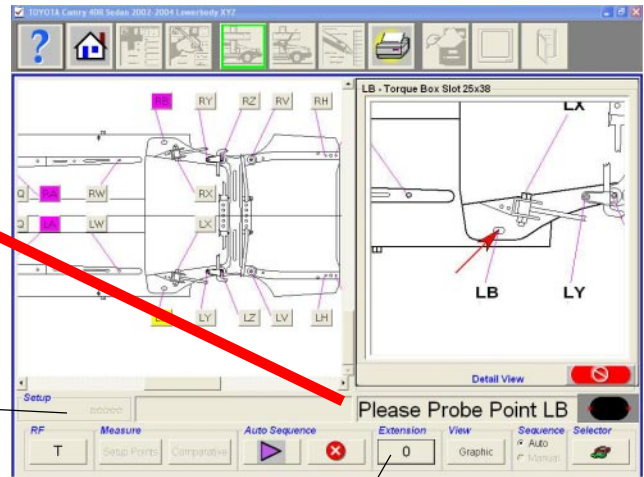 TOYOTA Camry 40R Sedan 2002-2004 Lowerbody XYZ
LB - Torque Box Slot 25x38
RB RY RZ RV RH
LX
Q RA RW RX
Q LA LW LX
LB LY
LY LZ LV LH
Detail View
Setup
Please Probe Point LB
RF Measure Auto Sequence Extension View Sequence Selector
T Setup Points Comparative 0 Graphic Auto
Manual